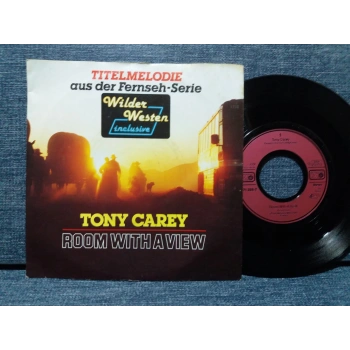 TITELMELODIE
aus der Fernseh-Serie
Wilder
Westen
inclusive
TONY CAREY
ROOM WITH A VIEW